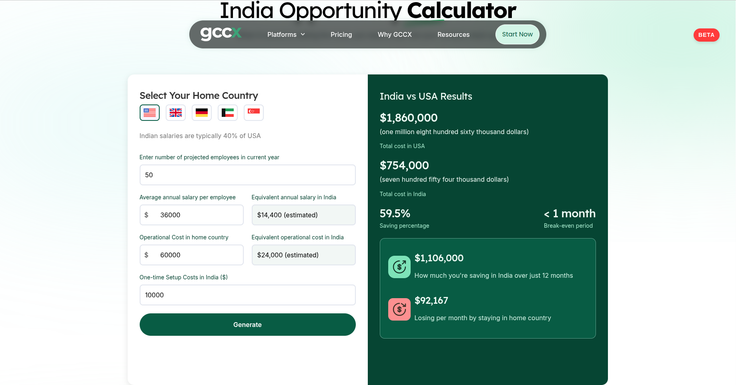 India Opportunity Calculator
gccx
Platforms
Pricing
Why GCCX
Resources
Start Now
BETA
Select Your Home Country
Indian salaries are typically 40% of USA
Enter number of projected employees in current year
50
Average annual salary per employee
Equivalent annual salary in India
$ 36000
$14,400 (estimated)
Operational Cost in home country
Equivalent operational cost in India
$ 60000
$24,000 (estimated)
One-time Setup Costs in India ($)
10000
Generate
India vs USA Results
$1,860,000
(one million eight hundred sixty thousand dollars)
Total cost in USA
$754,000
(seven hundred fifty four thousand dollars)
Total cost in India
59.5%
< 1 month
Saving percentage
Break-even period
$1,106,000
How much you're saving in India over just 12 months
$92,167
Losing per month by staying in home country